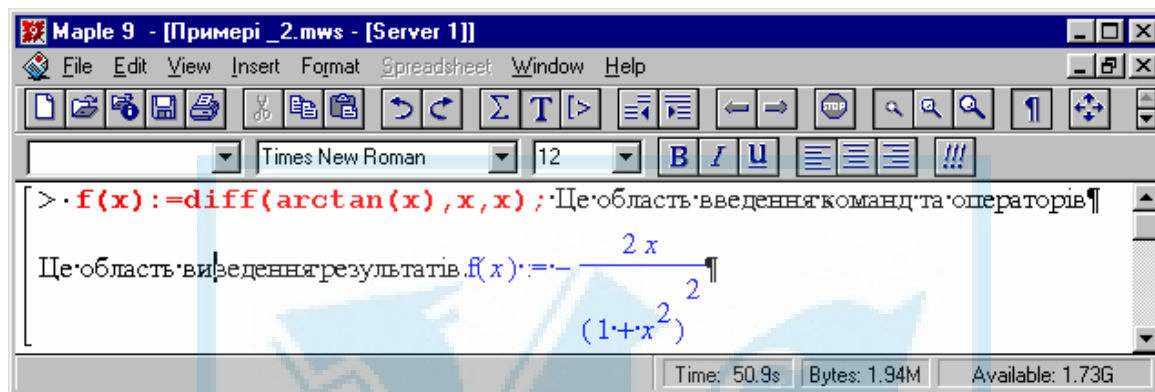 Maple 9 - [Примері _2.mws - [Server 1]]
File Edit View Insert Format Spreadsheet Window Help
Σ T [> STOP ¶
Times New Roman 12 B I U !!!
>·f(x):=diff(arctan(x),x,x);·Це·область·введення·команд·та·операторів¶
Це·область·виведення·результатів.f(x)·:=·- 2 x / (1·+·x^2)^2¶
Time: 50.9s Bytes: 1.94M Available: 1.73G